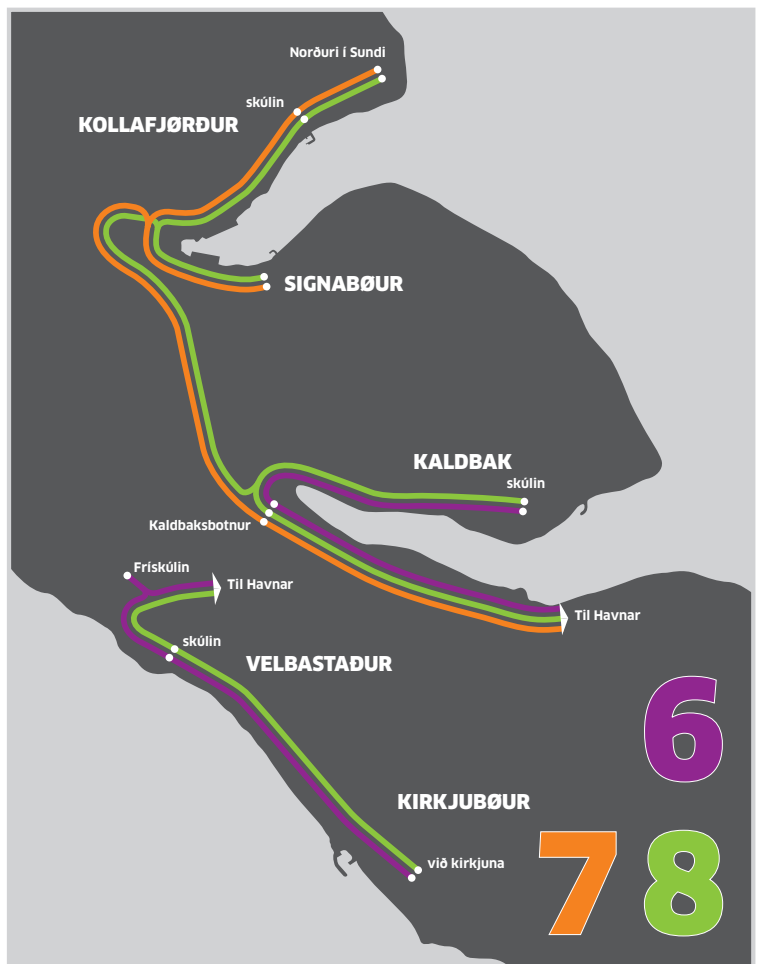 Norðuri í Sundi
skúlin
KOLLAFJØRÐUR
SIGNABØUR
KALDBAK
skúlin
Kaldbaksbotnur
Frískúlin
Til Havnar
Til Havnar
skúlin
VELBASTAÐUR
6
KIRKJUBØUR
við kirkjuna
7 8